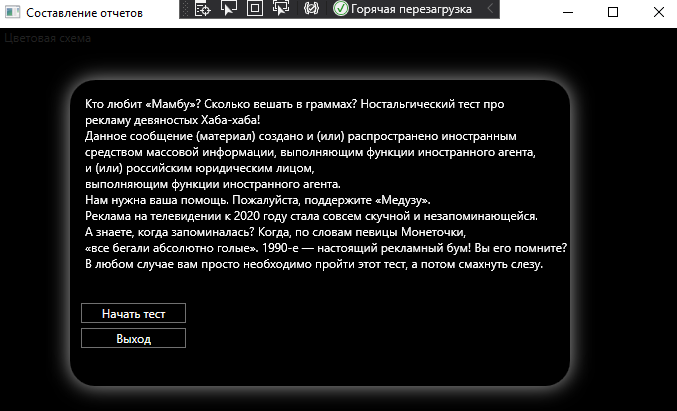 Составление отчетов
Горячая перезагрузка
Цветовая схема
Кто любит «Мамбу»? Сколько вешать в граммах? Ностальгический тест про
рекламу девяностых Хаба-хаба!
Данное сообщение (материал) создано и (или) распространено иностранным
средством массовой информации, выполняющим функции иностранного агента,
и (или) российским юридическим лицом,
выполняющим функции иностранного агента.
Нам нужна ваша помощь. Пожалуйста, поддержите «Медузу».
Реклама на телевидении к 2020 году стала совсем скучной и незапоминающейся.
А знаете, когда запоминалась? Когда, по словам певицы Монеточки,
«все бегали абсолютно голые». 1990-е — настоящий рекламный бум! Вы его помните?
В любом случае вам просто необходимо пройти этот тест, а потом смахнуть слезу.
Начать тест
Выход